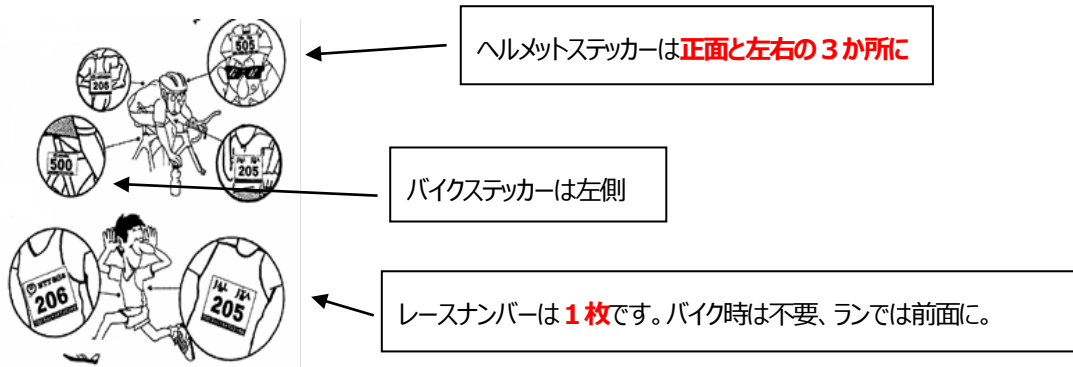 ヘルメットステッカーは正面と左右の3か所に
505
205
500
205
バイクステッカーは左側
206
205
レースナンバーは1枚です。バイク時は不要、ランでは前面に。